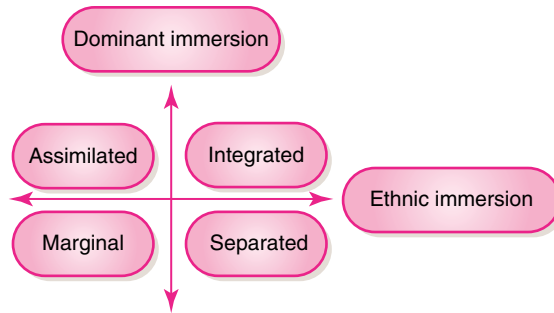 Dominant immersion
Assimilated
Integrated
Ethnic immersion
Marginal
Separated